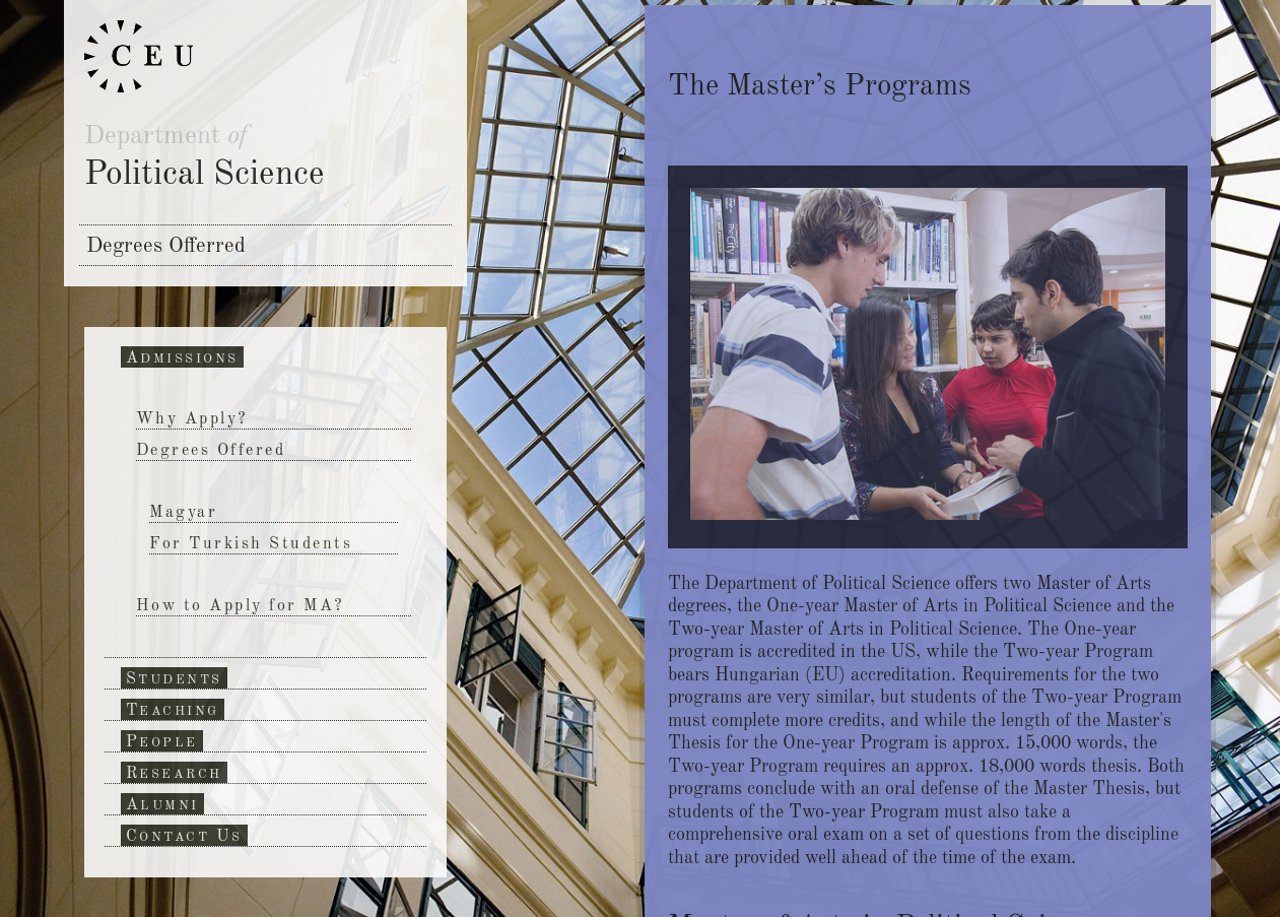 CEU
Department of
Political Science
Degrees Offerred
Admissions
Why Apply?
Degrees Offered
Magyar
For Turkish Students
How to Apply for MA?
Students
Teaching
People
Research
Alumni
Contact Us
The Master’s Programs
The City
The Department of Political Science offers two Master of Arts
degrees, the One-year Master of Arts in Political Science and the
Two-year Master of Arts in Political Science. The One-year
program is accredited in the US, while the Two-year Program
bears Hungarian (EU) accreditation. Requirements for the two
programs are very similar, but students of the Two-year Program
must complete more credits, and while the length of the Master's
Thesis for the One-year Program is approx. 15,000 words, the
Two-year Program requires an approx. 18,000 words thesis. Both
programs conclude with an oral defense of the Master Thesis, but
students of the Two-year Program must also take a
comprehensive oral exam on a set of questions from the discipline
that are provided well ahead of the time of the exam.